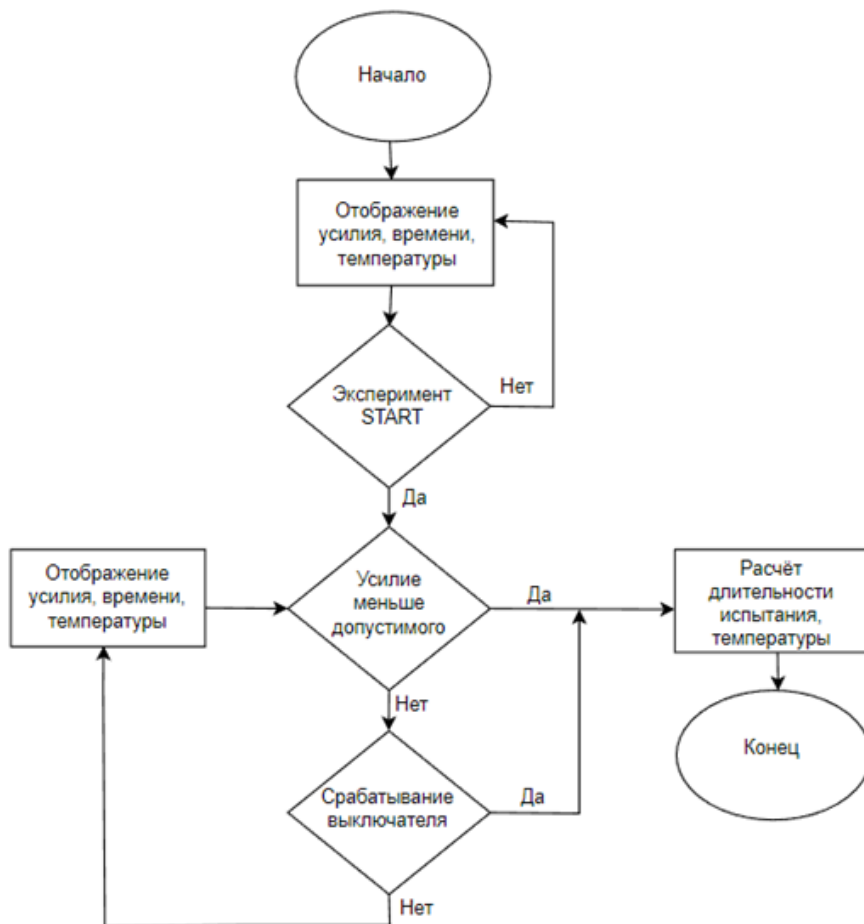 Начало
Отображение
усилия, времени,
температуры
Эксперимент
START
Нет
Да
Отображение
усилия, времени,
температуры
Усилие
меньше
допустимого
Да
Расчёт
длительности
испытания,
температуры
Нет
Срабатывание
выключателя
Да
Конец
Нет